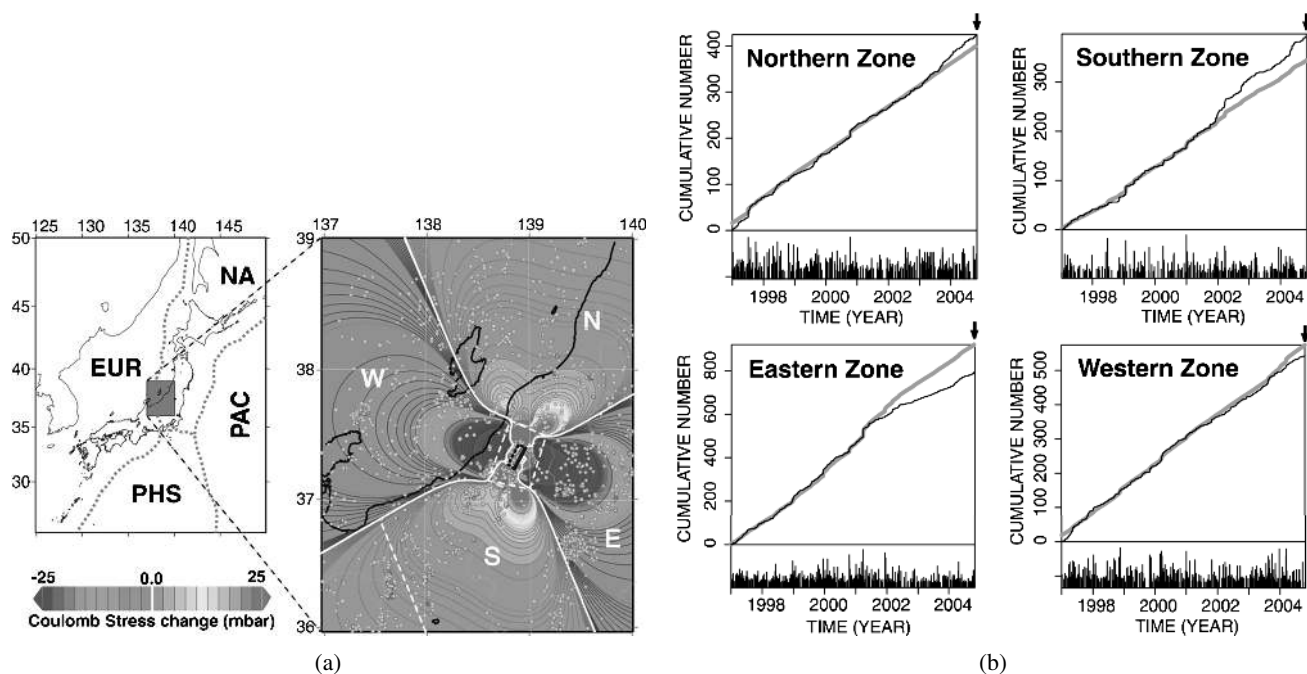 125 130 135 140 145
50
45
40
35
30
NA
EUR
PAC
PHS
-25 0.0 25
Coulomb Stress change (mbar)
137 138 139 140
39
38
37
36
N
W
S
E
(a)
CUMULATIVE NUMBER
0 100 200 300 400
Northern Zone
1998 2000 2002 2004
TIME (YEAR)
CUMULATIVE NUMBER
0 100 200 300
Southern Zone
1998 2000 2002 2004
TIME (YEAR)
CUMULATIVE NUMBER
0 200 400 600 800
Eastern Zone
1998 2000 2002 2004
TIME (YEAR)
CUMULATIVE NUMBER
0 100 200 300 400 500
Western Zone
1998 2000 2002 2004
TIME (YEAR)
(b)